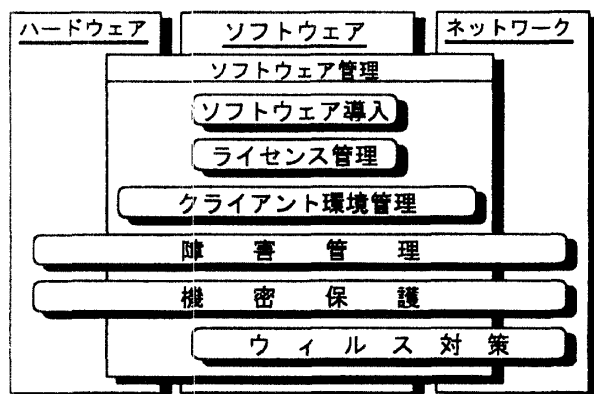 ハードウェア
ソフトウェア
ネットワーク
ソフトウェア管理
ソフトウェア導入
ライセンス管理
クライアント環境管理
障害管理
機密保護
ウィルス対策